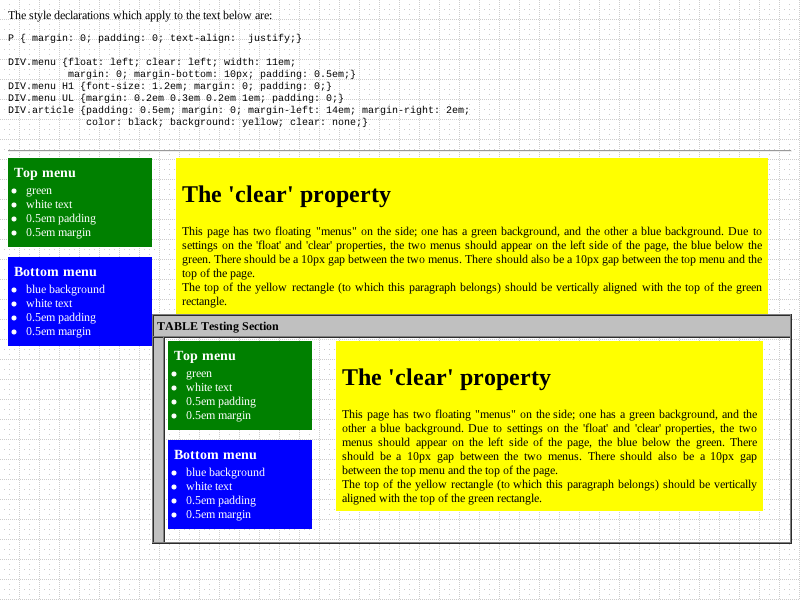 The style declarations which apply to the text below are:
P { margin: 0; padding: 0; text-align:  justify;}
DIV.menu {float: left; clear: left; width: 11em;
          margin: 0; margin-bottom: 10px; padding: 0.5em;}
DIV.menu H1 {font-size: 1.2em; margin: 0; padding: 0;}
DIV.menu UL {margin: 0.2em 0.3em 0.2em 1em; padding: 0;}
DIV.article {padding: 0.5em; margin: 0; margin-left: 14em; margin-right: 2em;
             color: black; background: yellow; clear: none;}
Top menu
green
white text
0.5em padding
0.5em margin
Bottom menu
blue background
white text
0.5em padding
0.5em margin
The 'clear' property
This page has two floating "menus" on the side; one has a green background, and the other a blue background. Due to
settings on the 'float' and 'clear' properties, the two menus should appear on the left side of the page, the blue below the
green. There should be a 10px gap between the two menus. There should also be a 10px gap between the top menu and the
top of the page.
The top of the yellow rectangle (to which this paragraph belongs) should be vertically aligned with the top of the green
rectangle.
TABLE Testing Section
Top menu
green
white text
0.5em padding
0.5em margin
Bottom menu
blue background
white text
0.5em padding
0.5em margin
The 'clear' property
This page has two floating "menus" on the side; one has a green background, and the
other a blue background. Due to settings on the 'float' and 'clear' properties, the two
menus should appear on the left side of the page, the blue below the green. There
should be a 10px gap between the two menus. There should also be a 10px gap
between the top menu and the top of the page.
The top of the yellow rectangle (to which this paragraph belongs) should be vertically
aligned with the top of the green rectangle.